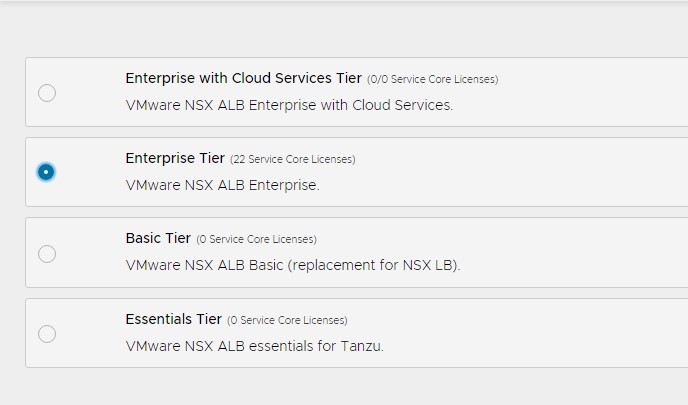 Enterprise with Cloud Services Tier (0/0 Service Core Licenses)
VMware NSX ALB Enterprise with Cloud Services.
Enterprise Tier (22 Service Core Licenses)
VMware NSX ALB Enterprise.
Basic Tier (0 Service Core Licenses)
VMware NSX ALB Basic (replacement for NSX LB).
Essentials Tier (0 Service Core Licenses)
VMware NSX ALB essentials for Tanzu.